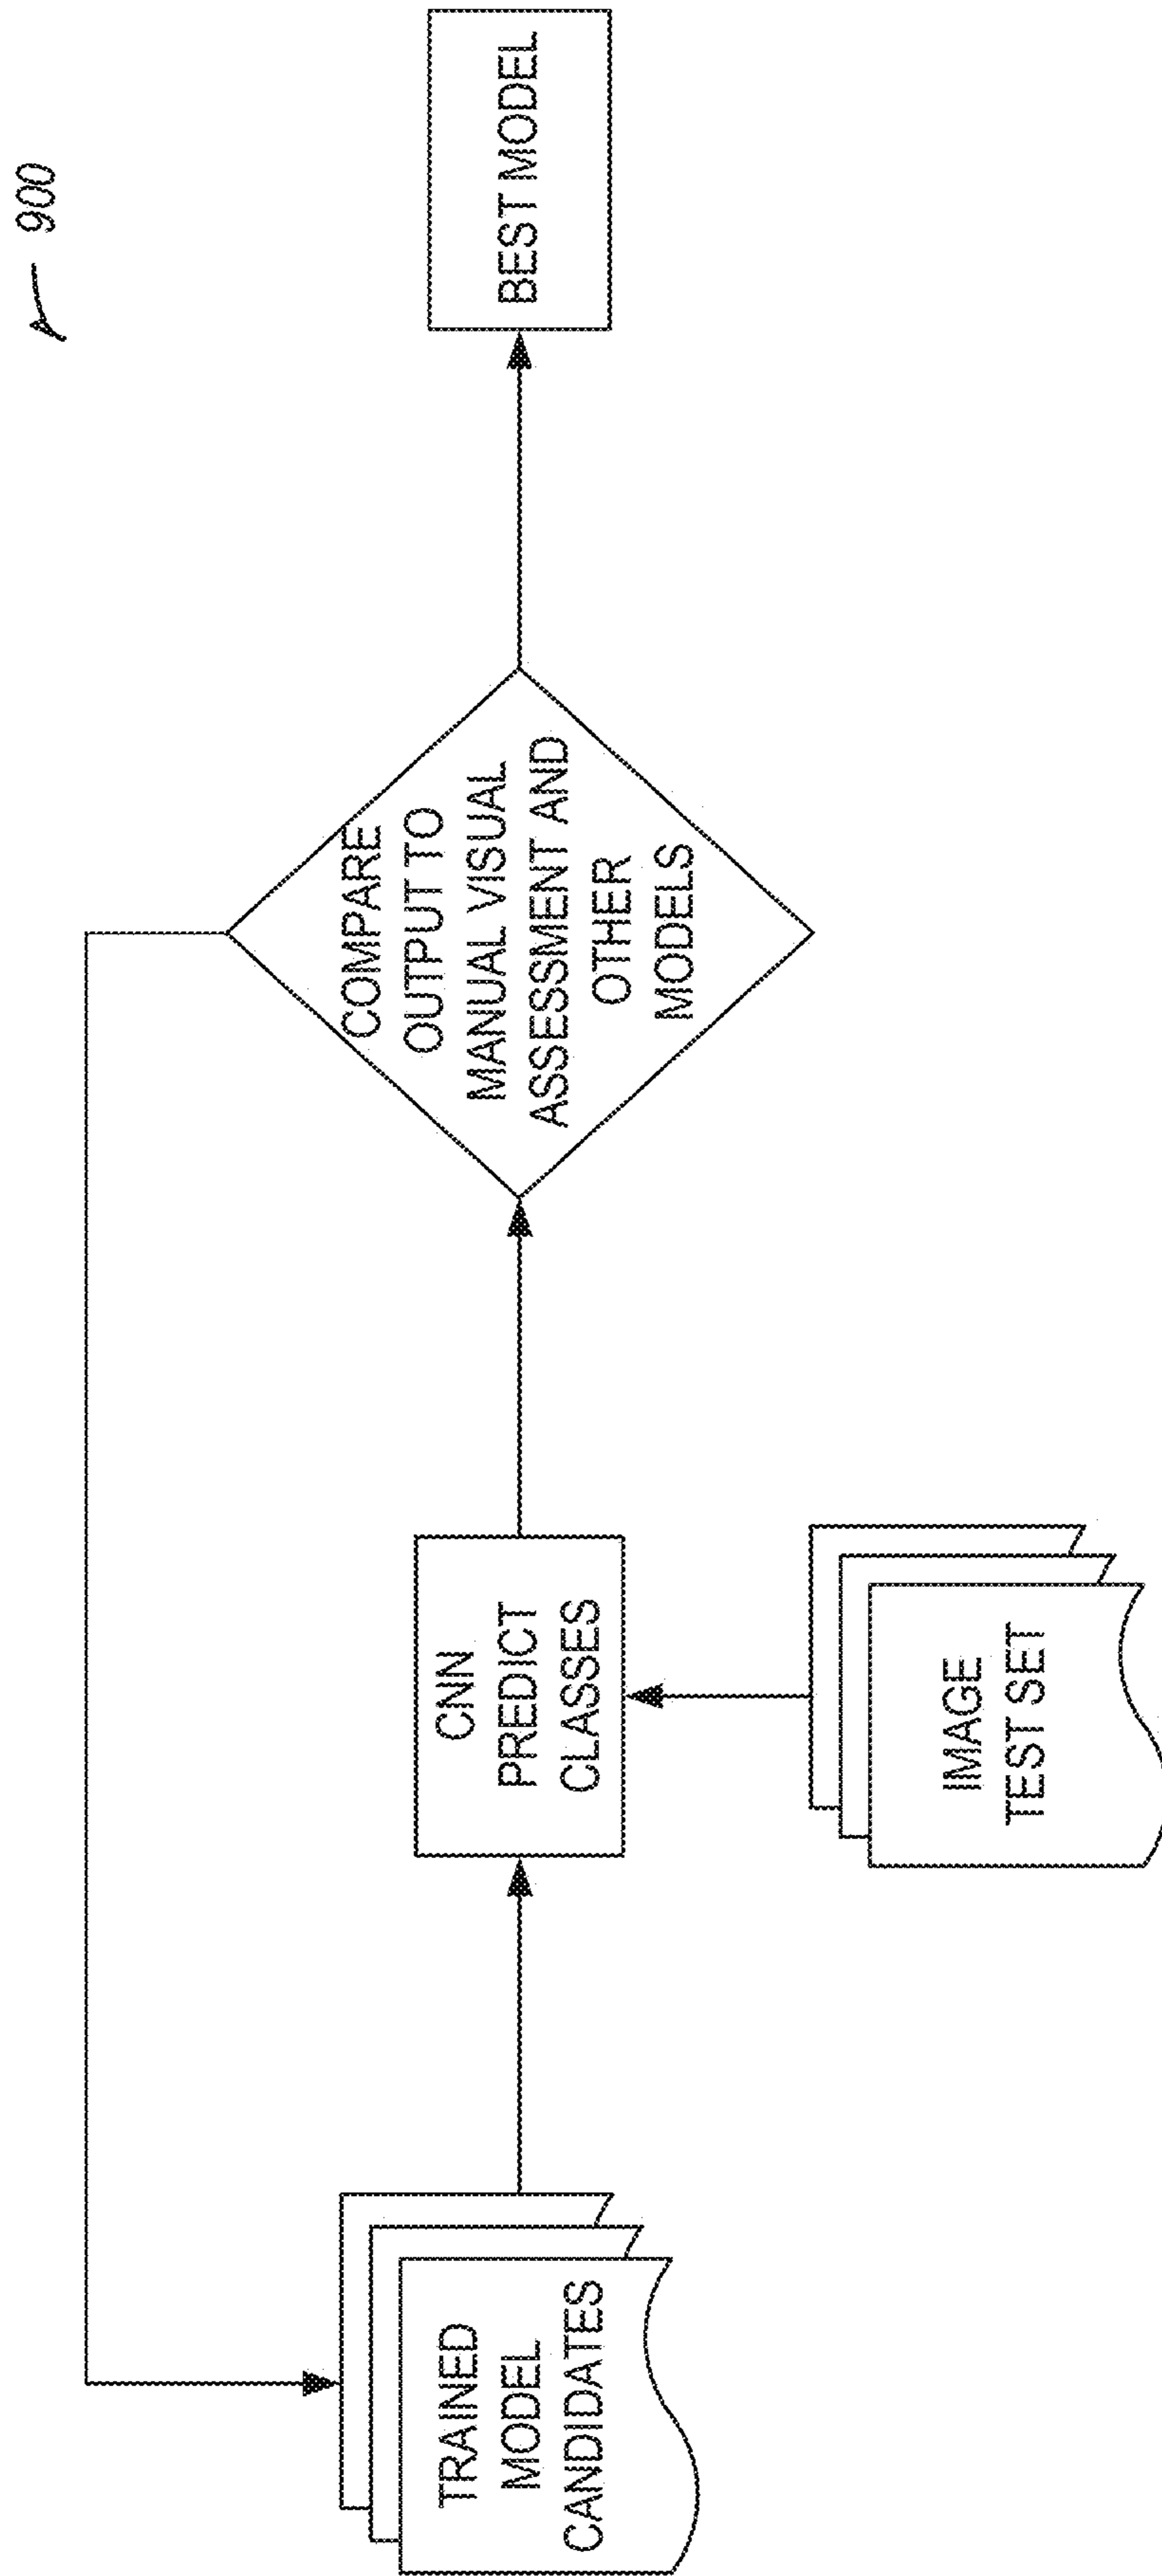 900
TRAINED
MODEL
CANDIDATES
CNN
PREDICT
CLASSES
IMAGE
TEST SET
COMPARE
OUTPUT TO
MANUAL VISUAL
ASSESSMENT AND
OTHER
MODELS
BEST MODEL